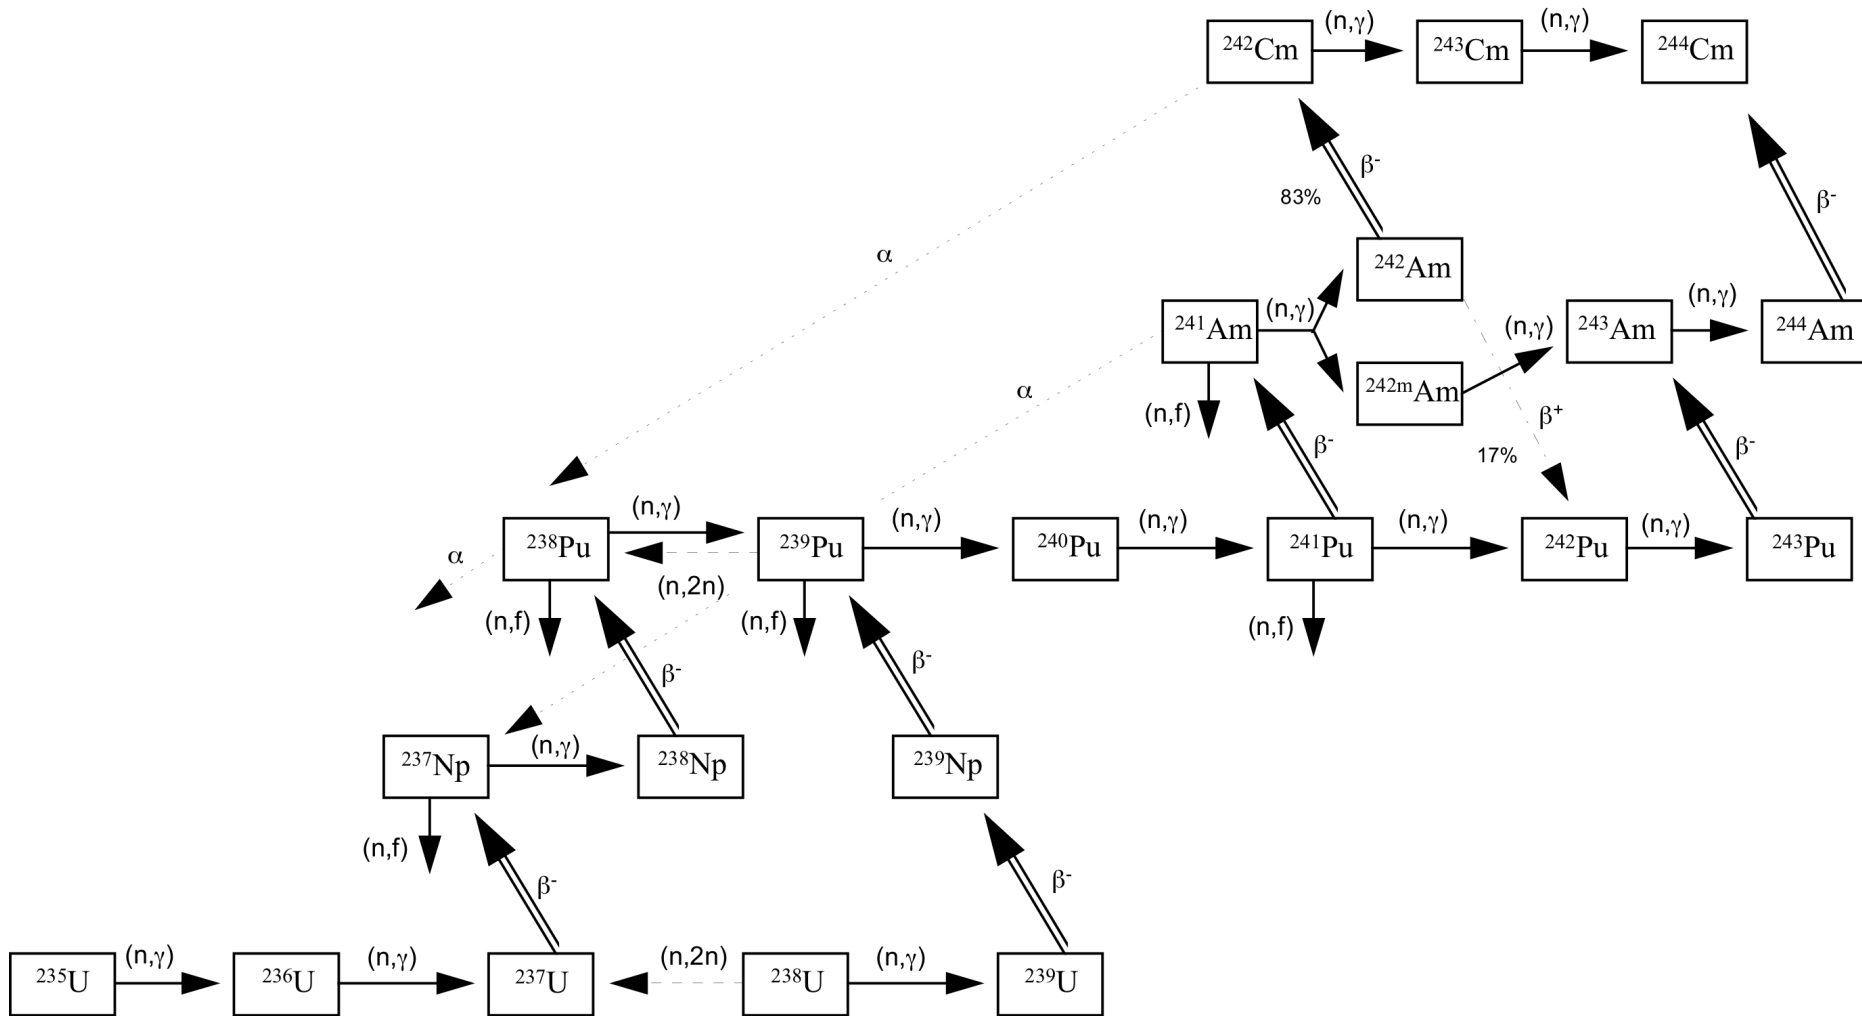 (n,γ) (n,γ)
²⁴²Cm ²⁴³Cm ²⁴⁴Cm
β⁻
83%
β⁻
α
²⁴²Am
(n,γ) (n,γ) (n,γ)
²⁴¹Am ²⁴³Am ²⁴⁴Am
²⁴²ᵐAm
α
(n,f) β⁺
β⁻ β⁻
17%
(n,γ) (n,γ) (n,γ) (n,γ) (n,γ)
²³⁸Pu ²³⁹Pu ²⁴⁰Pu ²⁴¹Pu ²⁴²Pu ²⁴³Pu
α
(n,2n)
(n,f) (n,f) (n,f)
β⁻ β⁻
(n,γ)
²³⁷Np ²³⁸Np ²³⁹Np
(n,f)
β⁻ β⁻
(n,γ) (n,γ) (n,2n) (n,γ)
²³⁵U ²³⁶U ²³⁷U ²³⁸U ²³⁹U